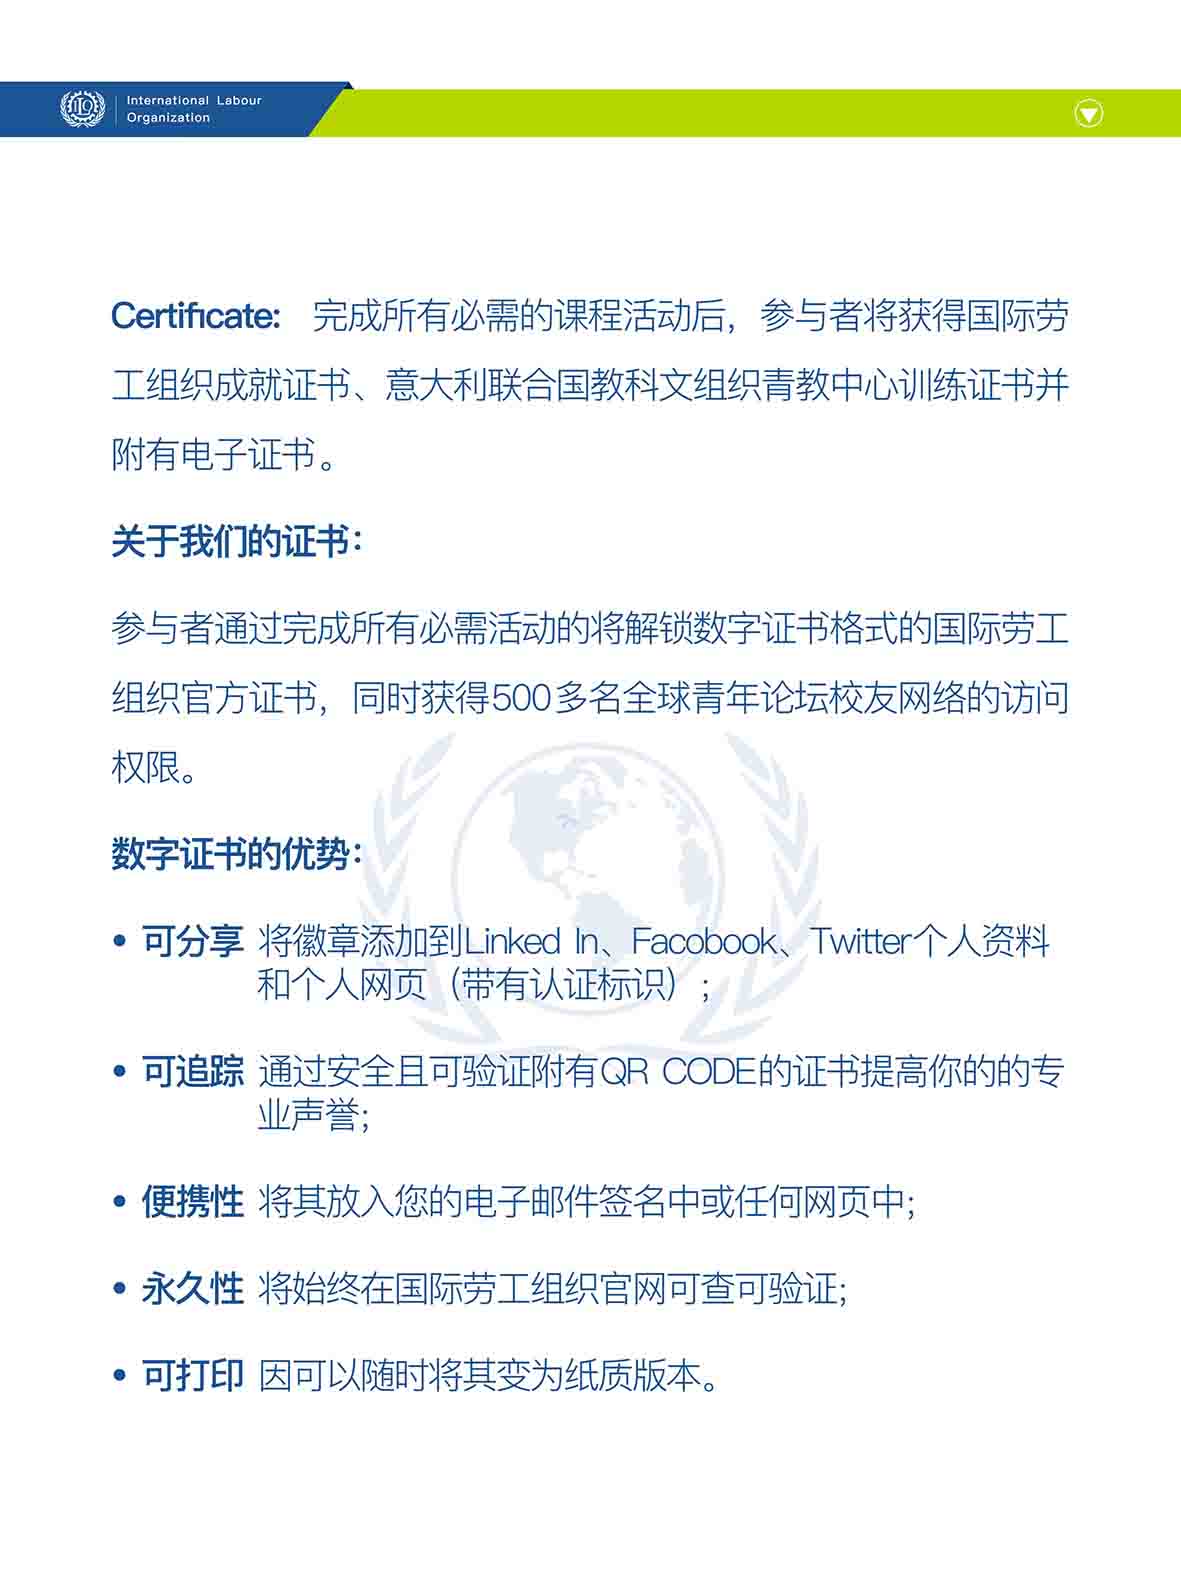 International Labour
Organization
Certificate: 完成所有必需的课程活动后，参与者将获得国际劳
工组织成就证书、意大利联合国教科文组织青教中心训练证书并
附有电子证书。
关于我们的证书：
参与者通过完成所有必需活动的将解锁数字证书格式的国际劳工
组织官方证书，同时获得500多名全球青年论坛校友网络的访问
权限。
数字证书的优势：
• 可分享 将徽章添加到Linked In、Facobook、Twitter个人资料
和个人网页（带有认证标识）；
• 可追踪 通过安全且可验证附有QR CODE的证书提高你的的专
业声誉；
• 便携性 将其放入您的电子邮件签名中或任何网页中；
• 永久性 将始终在国际劳工组织官网可查可验证；
• 可打印 因可以随时将其变为纸质版本。